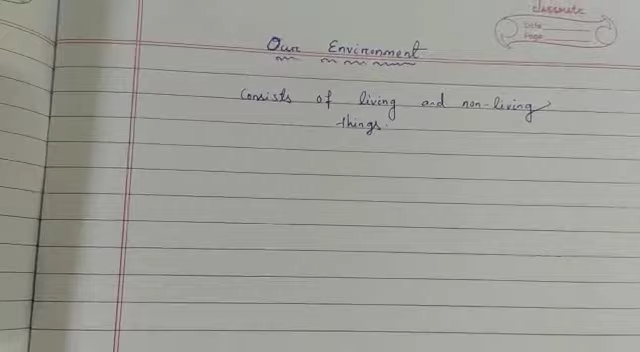 classmate
Date
Page
Our Environment
Consists of living and non-living
things.